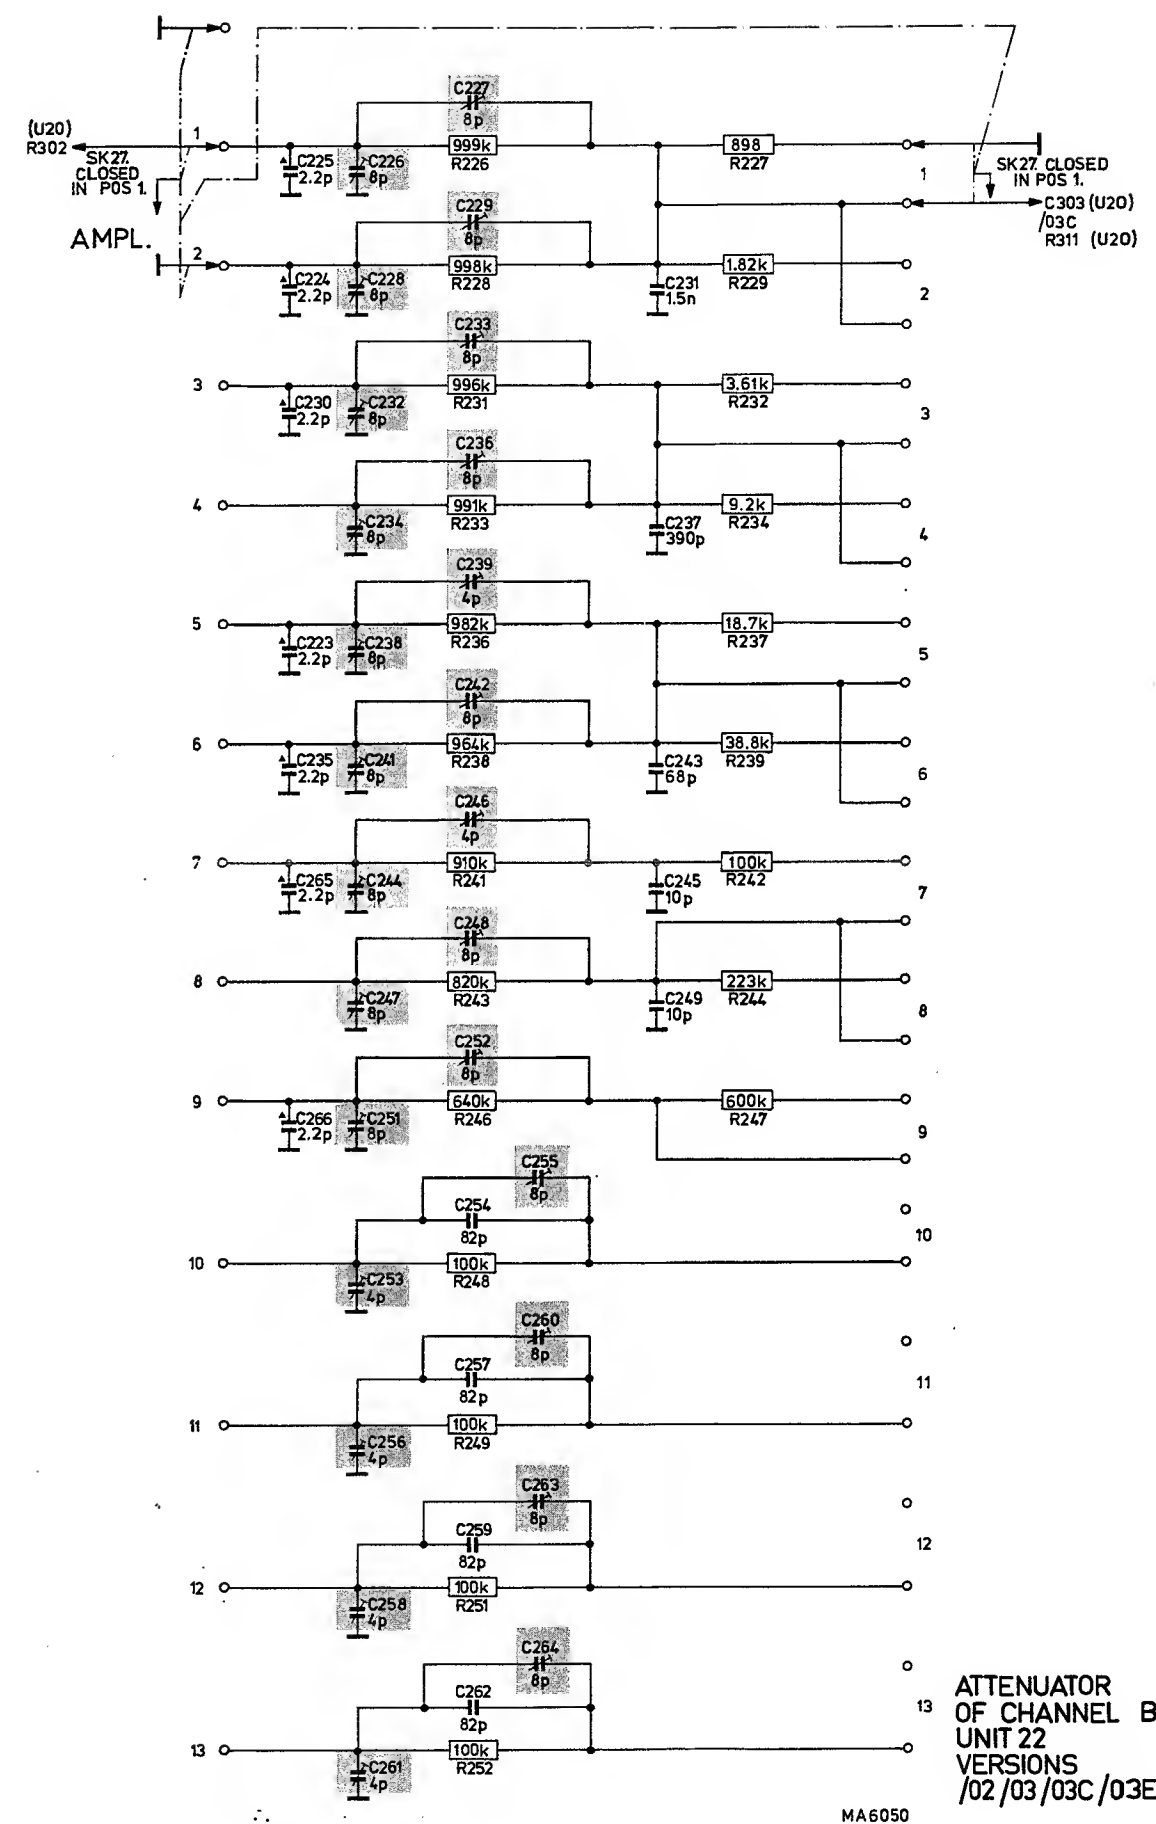 C227
8p
(U20)
R302
1
999k
R226
898
R227
SK27.
CLOSED
IN POS 1.
C225
2.2p
C226
8p
1
SK27. CLOSED
IN POS 1.
C303 (U20)
/03C
R311 (U20)
AMPL.
C229
8p
2
998k
R228
1.82k
R229
C224
2.2p
C228
8p
C231
1.5n
2
C233
8p
3
996k
R231
3.61k
R232
C230
2.2p
C232
8p
3
C236
8p
4
991k
R233
9.2k
R234
C234
8p
C237
390p
4
C239
4p
5
982k
R236
18.7k
R237
C223
2.2p
C238
8p
5
C242
8p
6
964k
R238
38.8k
R239
C235
2.2p
C241
8p
C243
68p
6
C246
4p
7
910k
R241
100k
R242
C265
2.2p
C244
8p
C245
10p
7
C248
8p
8
820k
R243
223k
R244
C247
8p
C249
10p
8
C252
8p
9
640k
R246
600k
R247
C266
2.2p
C251
8p
9
C255
8p
C254
82p
10
100k
R248
C253
4p
10
C260
8p
C257
82p
11
11
100k
R249
C256
4p
C263
8p
C259
82p
12
12
100k
R251
C258
4p
C264
8p
C262
82p
13
13
100k
R252
C261
4p
ATTENUATOR
OF CHANNEL B
UNIT 22
VERSIONS
/02/03/03C/03E
MA6050